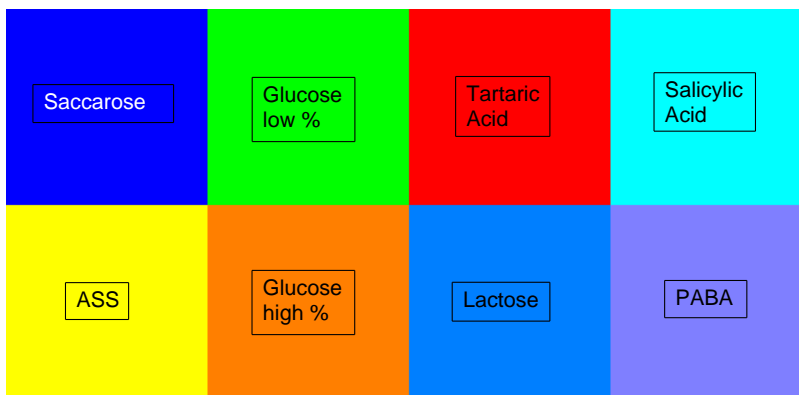 Saccarose
Glucose
low %
Tartaric
Acid
Salicylic
Acid
ASS
Glucose
high %
Lactose
PABA